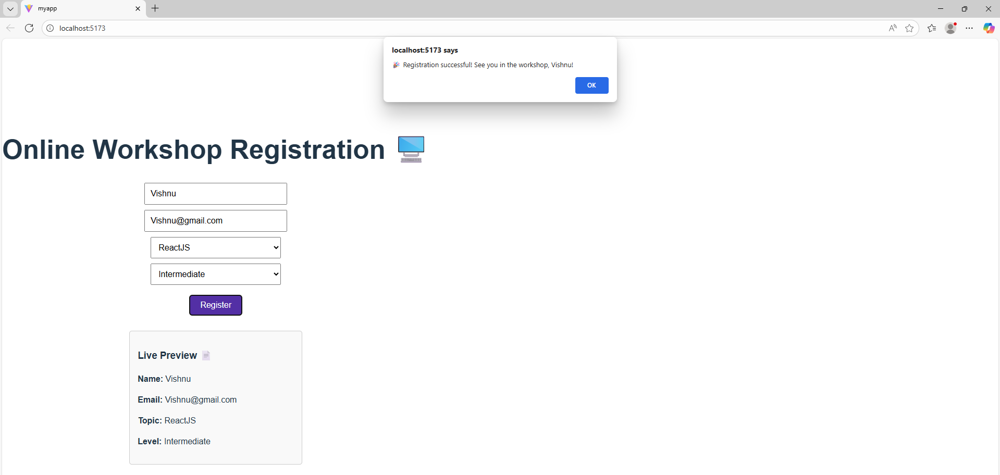 myapp
localhost:5173
localhost:5173 says
🎉 Registration successful! See you in the workshop, Vishnu!
OK
Online Workshop Registration 🖥️
Vishnu
Vishnu@gmail.com
ReactJS
Intermediate
Register
Live Preview 📄
Name: Vishnu
Email: Vishnu@gmail.com
Topic: ReactJS
Level: Intermediate